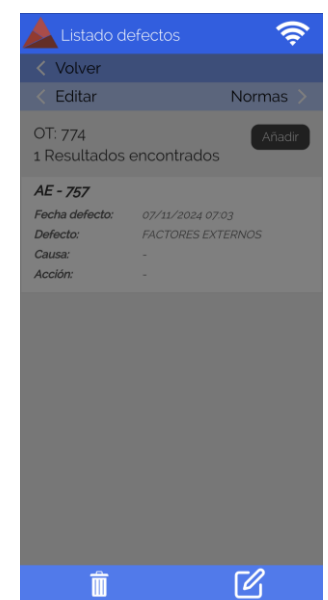 Listado defectos
Volver
Editar Normas
OT: 774 Añadir
1 Resultados encontrados
AE - 757
Fecha defecto: 07/11/2024 07:03
Defecto: FACTORES EXTERNOS
Causa: -
Acción: -